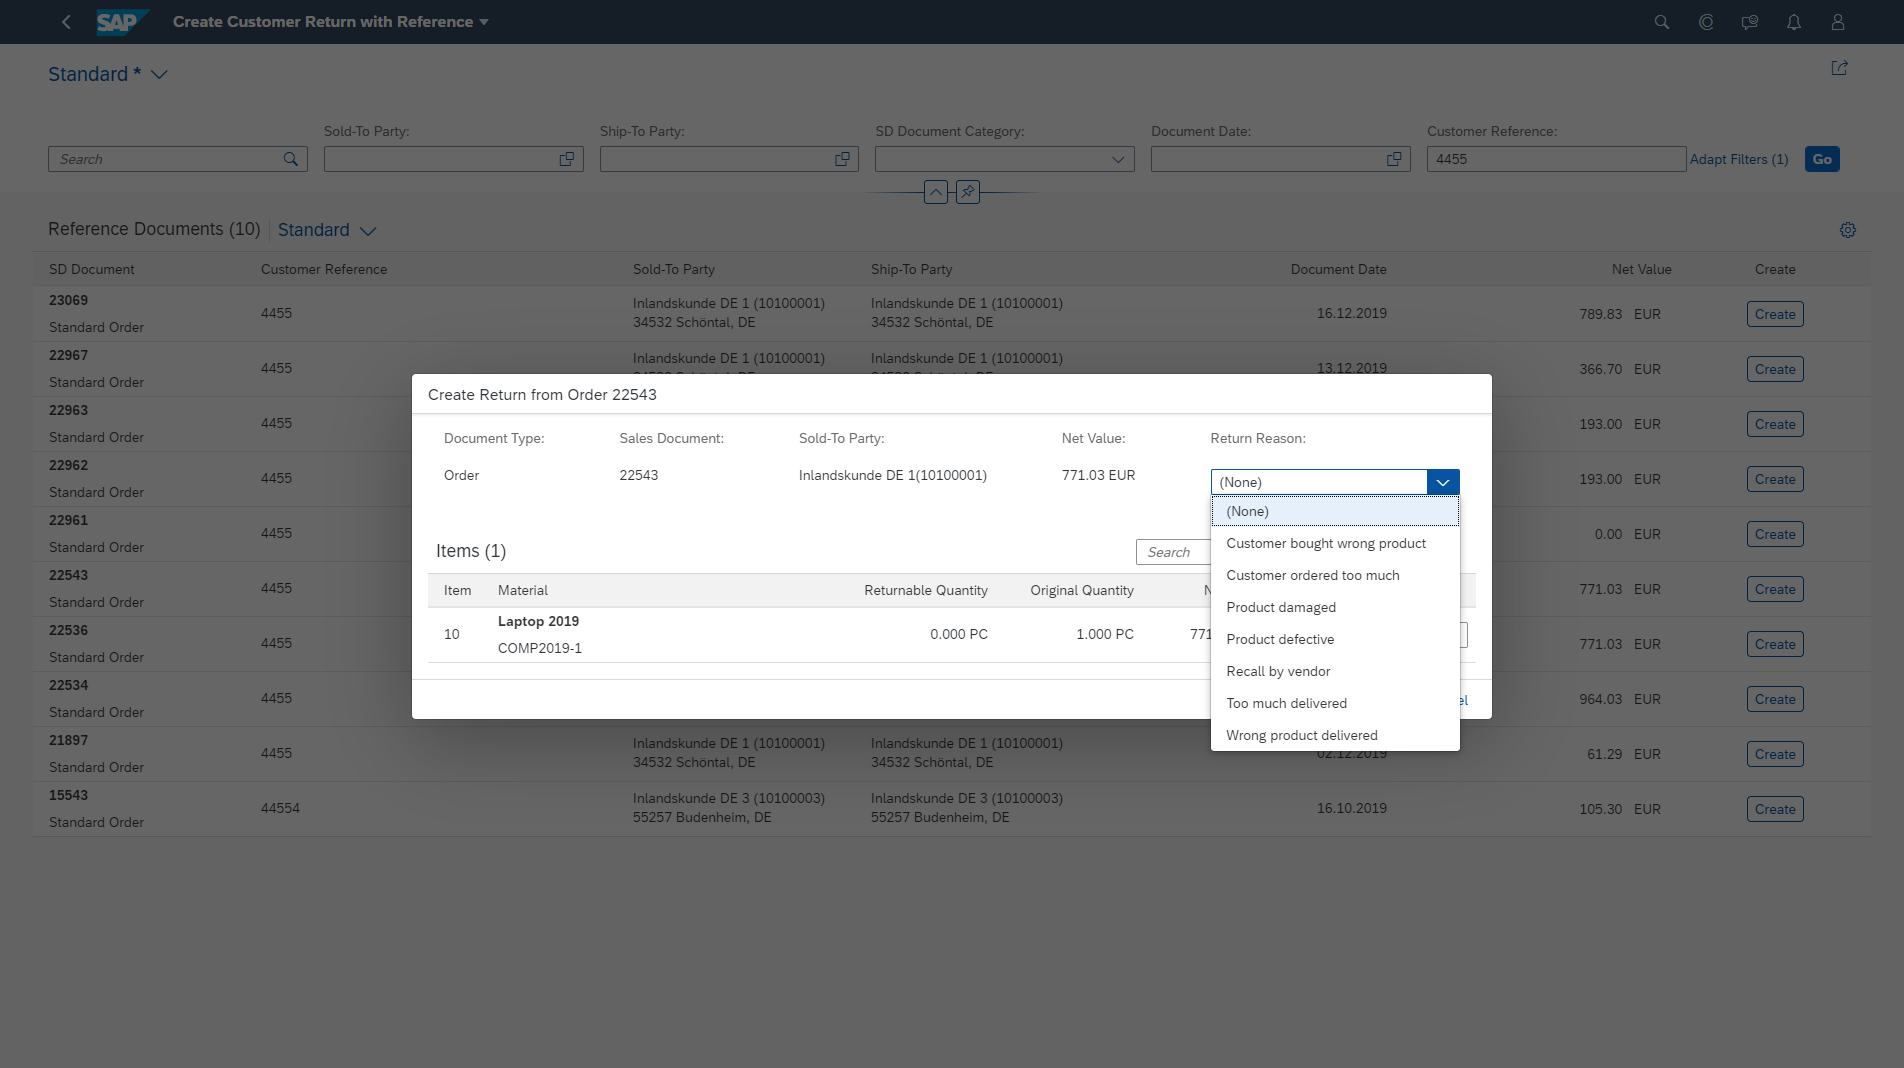 SAP Create Customer Return with Reference
Standard *
Sold-To Party: Ship-To Party: SD Document Category: Document Date: Customer Reference:
Search 4455 Adapt Filters (1) Go
Reference Documents (10) Standard
SD Document Customer Reference Sold-To Party Ship-To Party Document Date Net Value Create
23069
Standard Order 4455 Inlandskunde DE 1 (10100001) Inlandskunde DE 1 (10100001) 16.12.2019 789.83 EUR Create
34532 Schöntal, DE 34532 Schöntal, DE
22967
Standard Order 4455 Inlandskunde DE 1 (10100001) Inlandskunde DE 1 (10100001) 13.12.2019 366.70 EUR Create
22963
Standard Order 4455 193.00 EUR Create
22962
Standard Order 4455 193.00 EUR Create
22961
Standard Order 4455 0.00 EUR Create
22543
Standard Order 4455 771.03 EUR Create
22536
Standard Order 4455 771.03 EUR Create
22534
Standard Order 4455 964.03 EUR Create
21897
Standard Order 4455 Inlandskunde DE 1 (10100001) Inlandskunde DE 1 (10100001) 02.12.2019 61.29 EUR Create
34532 Schöntal, DE 34532 Schöntal, DE
15543
Standard Order 44554 Inlandskunde DE 3 (10100003) Inlandskunde DE 3 (10100003) 16.10.2019 105.30 EUR Create
55257 Budenheim, DE 55257 Budenheim, DE
Create Return from Order 22543
Document Type: Sales Document: Sold-To Party: Net Value: Return Reason:
Order 22543 Inlandskunde DE 1(10100001) 771.03 EUR (None)
(None)
Customer bought wrong product
Customer ordered too much
Product damaged
Product defective
Recall by vendor
Too much delivered
Wrong product delivered
Items (1) Search
Item Material Returnable Quantity Original Quantity
10 Laptop 2019 0.000 PC 1.000 PC 771
COMP2019-1